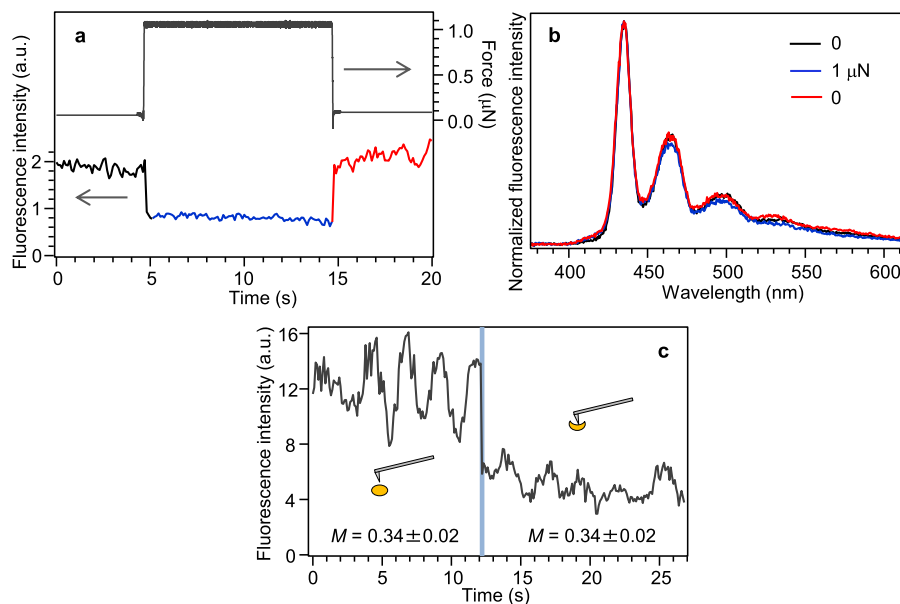 a
Fluorescence intensity (a.u.)
2
1
0
1.0
0.5
0.0
Force (μN)
0 5 10 15 20
Time (s)
b
Normalized fluorescence intensity
0
1 μN
0
400 450 500 550 600
Wavelength (nm)
c
Fluorescence intensity (a.u.)
16
12
8
4
0
M = 0.34±0.02 M = 0.34±0.02
0 5 10 15 20 25
Time (s)